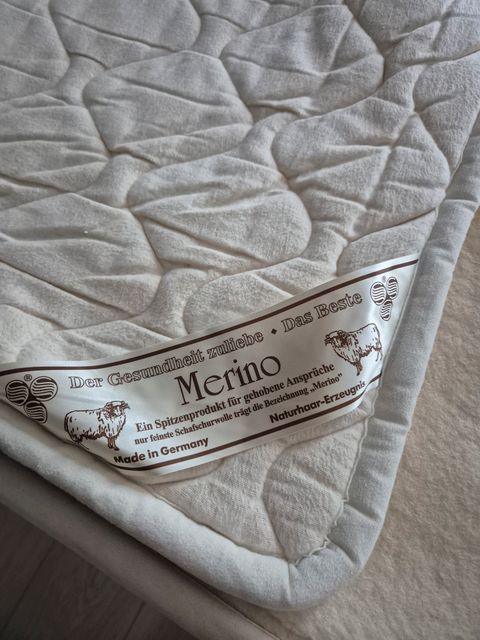 Der Gesundheit zuliebe • Das Beste
Merino
Ein Spitzenprodukt für gehobene Ansprüche
nur feinste Schafschurwolle trägt die Bezeichnung „Merino”
Made in Germany
Naturhaar-Erzeugnis
®